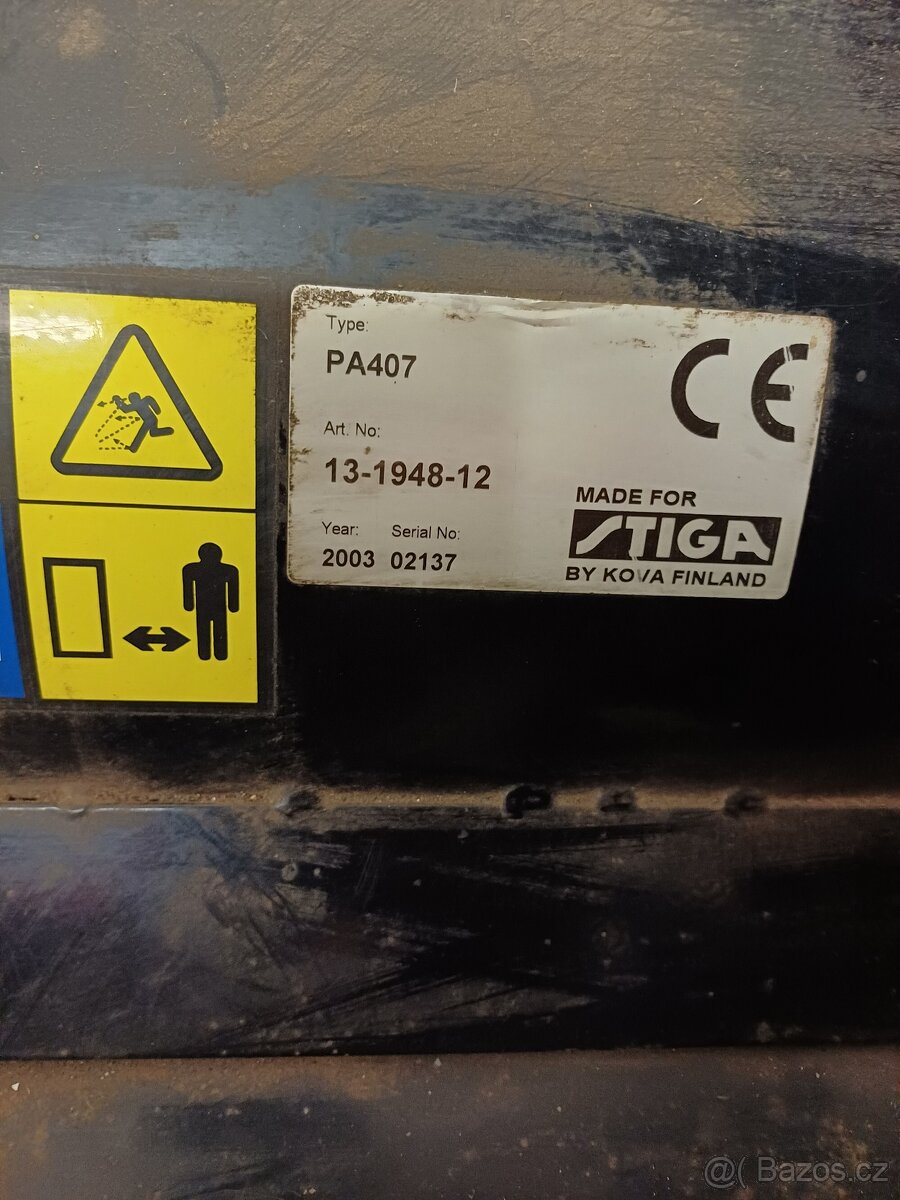 Type:
PA407
Art. No:
13-1948-12
Year: Serial No:
2003 02137
CE
MADE FOR
STIGA
BY KOVA FINLAND
@( Bazos.cz